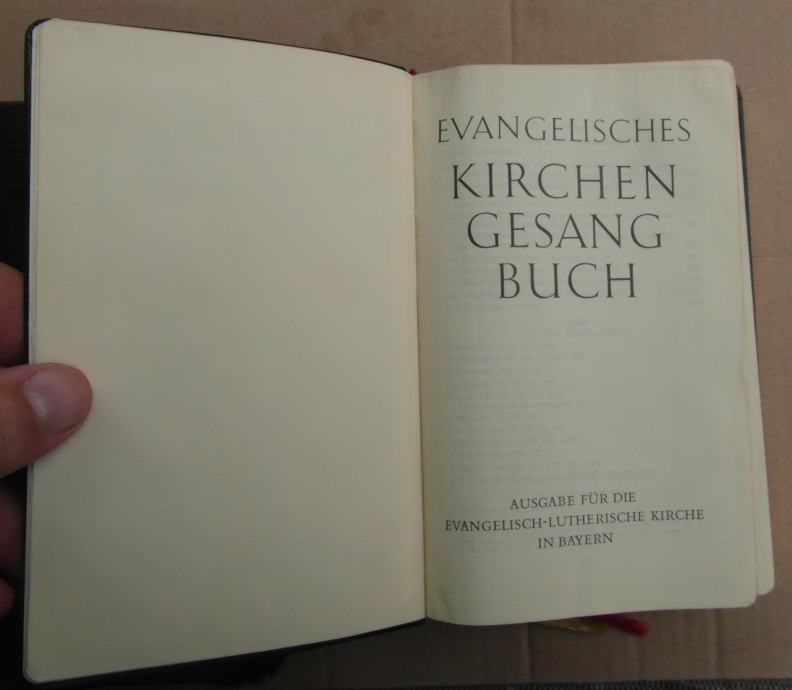 EVANGELISCHES
KIRCHEN
GESANG
BUCH
AUSGABE FÜR DIE
EVANGELISCH-LUTHERISCHE KIRCHE
IN BAYERN